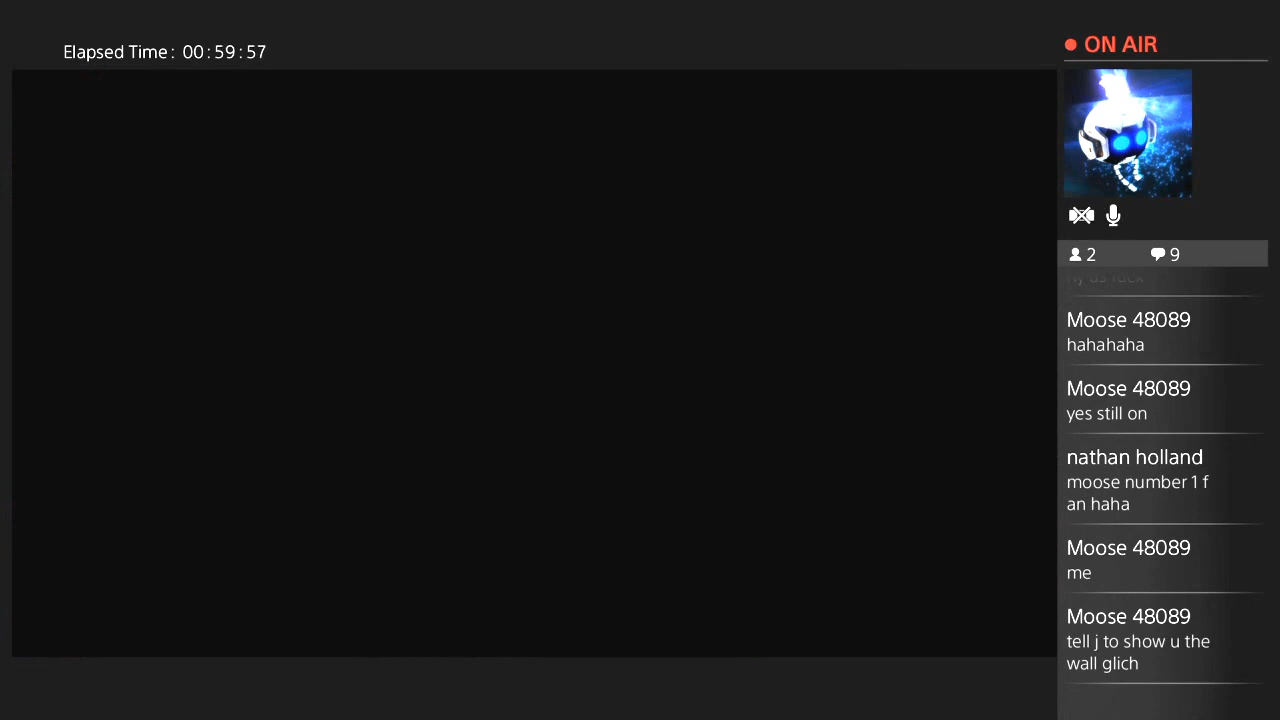 Elapsed Time: 00:59:57
ON AIR
2
9
Moose 48089
hahahaha
Moose 48089
yes still on
nathan holland
moose number 1 f
an haha
Moose 48089
me
Moose 48089
tell j to show u the
wall glich